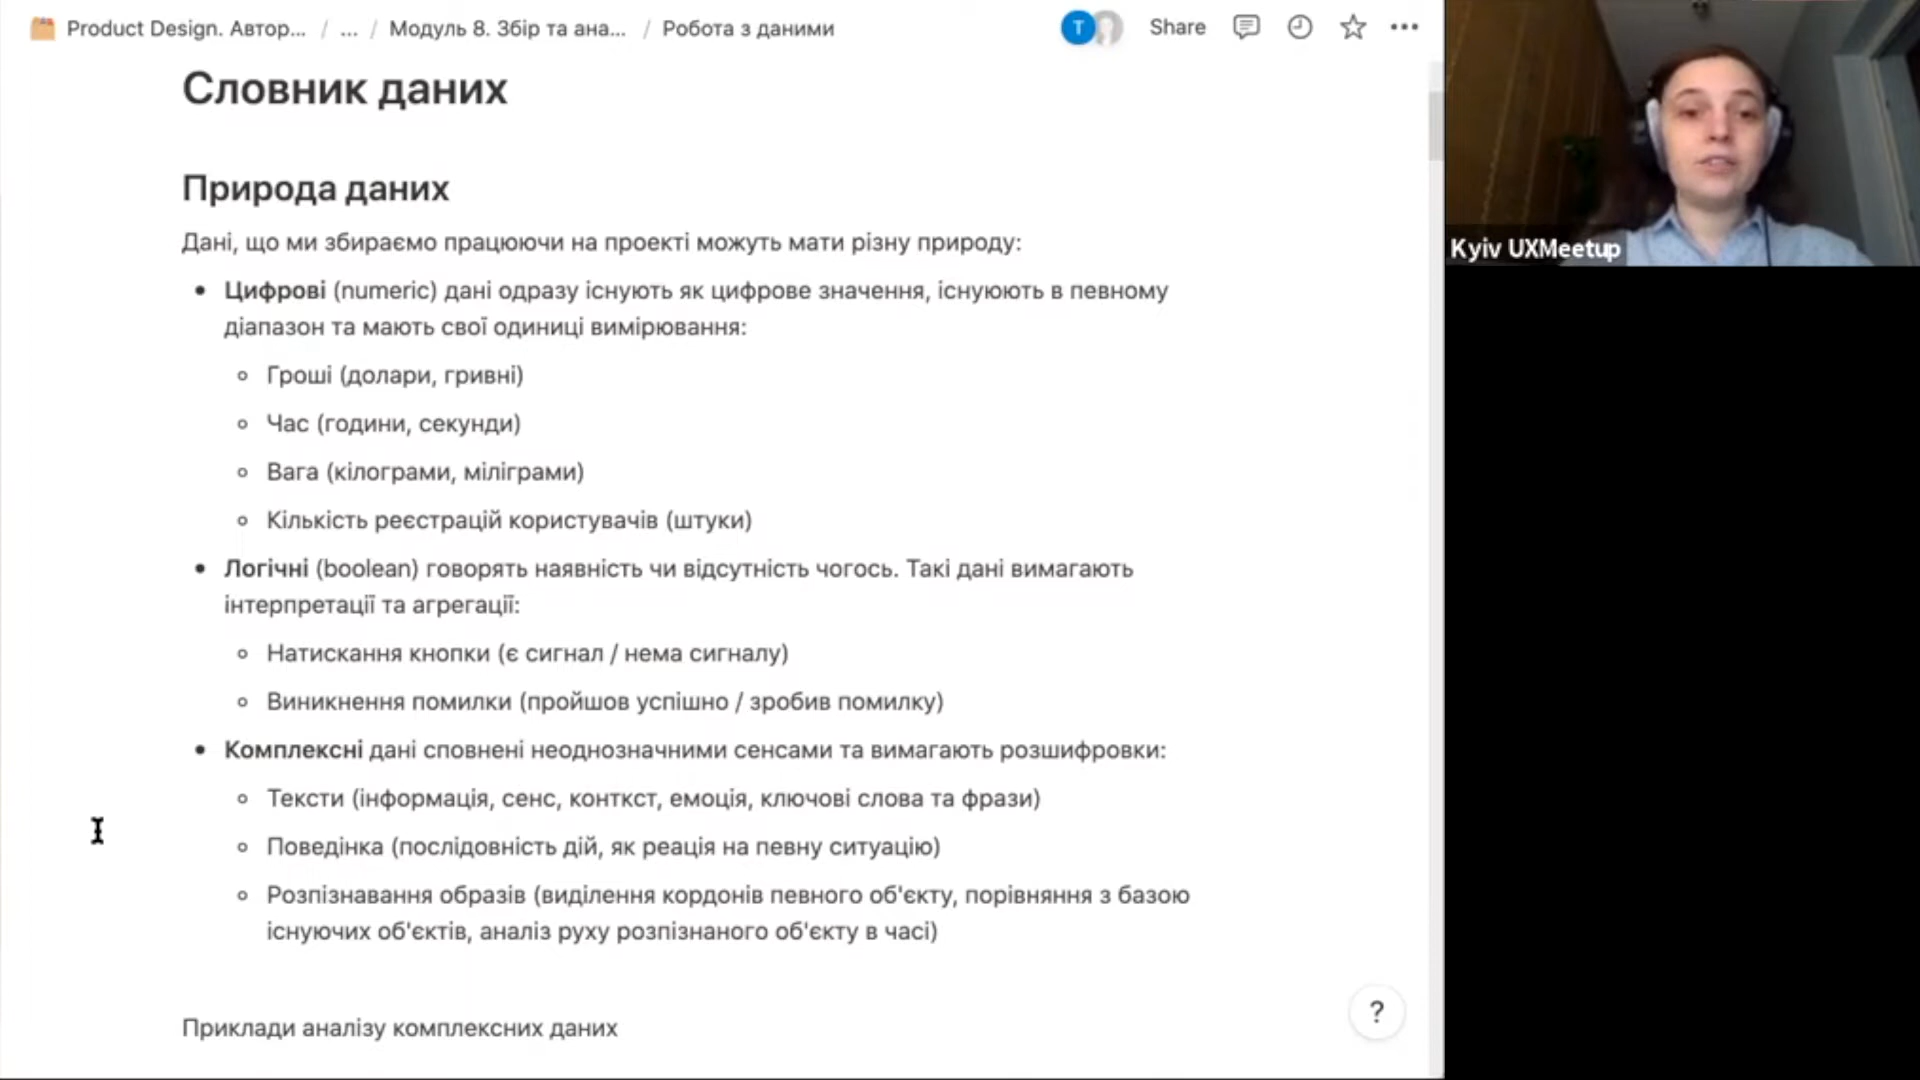 Product Design. Автор... / ... / Модуль 8. Збір та ана... / Робота з даними
T Share
Словник даних
Природа даних
Дані, що ми збираємо працюючи на проекті можуть мати різну природу:
• Цифрові (numeric) дані одразу існують як цифрове значення, існуюють в певному
діапазон та мають свої одиниці вимірювання:
Гроші (долари, гривні)
Час (години, секунди)
Вага (кілограми, міліграми)
Кількість реєстрацій користувачів (штуки)
• Логічні (boolean) говорять наявність чи відсутність чогось. Такі дані вимагають
інтерпретації та агрегації:
Натискання кнопки (є сигнал / нема сигналу)
Виникнення помилки (пройшов успішно / зробив помилку)
• Комплексні дані сповнені неоднозначними сенсами та вимагають розшифровки:
Тексти (інформація, сенс, конткст, емоція, ключові слова та фрази)
Поведінка (послідовність дій, як реація на певну ситуацію)
Розпізнавання образів (виділення кордонів певного об'єкту, порівняння з базою
існуючих об'єктів, аналіз руху розпізнаного об'єкту в часі)
Приклади аналізу комплексних даних
?
Kyiv UXMeetup